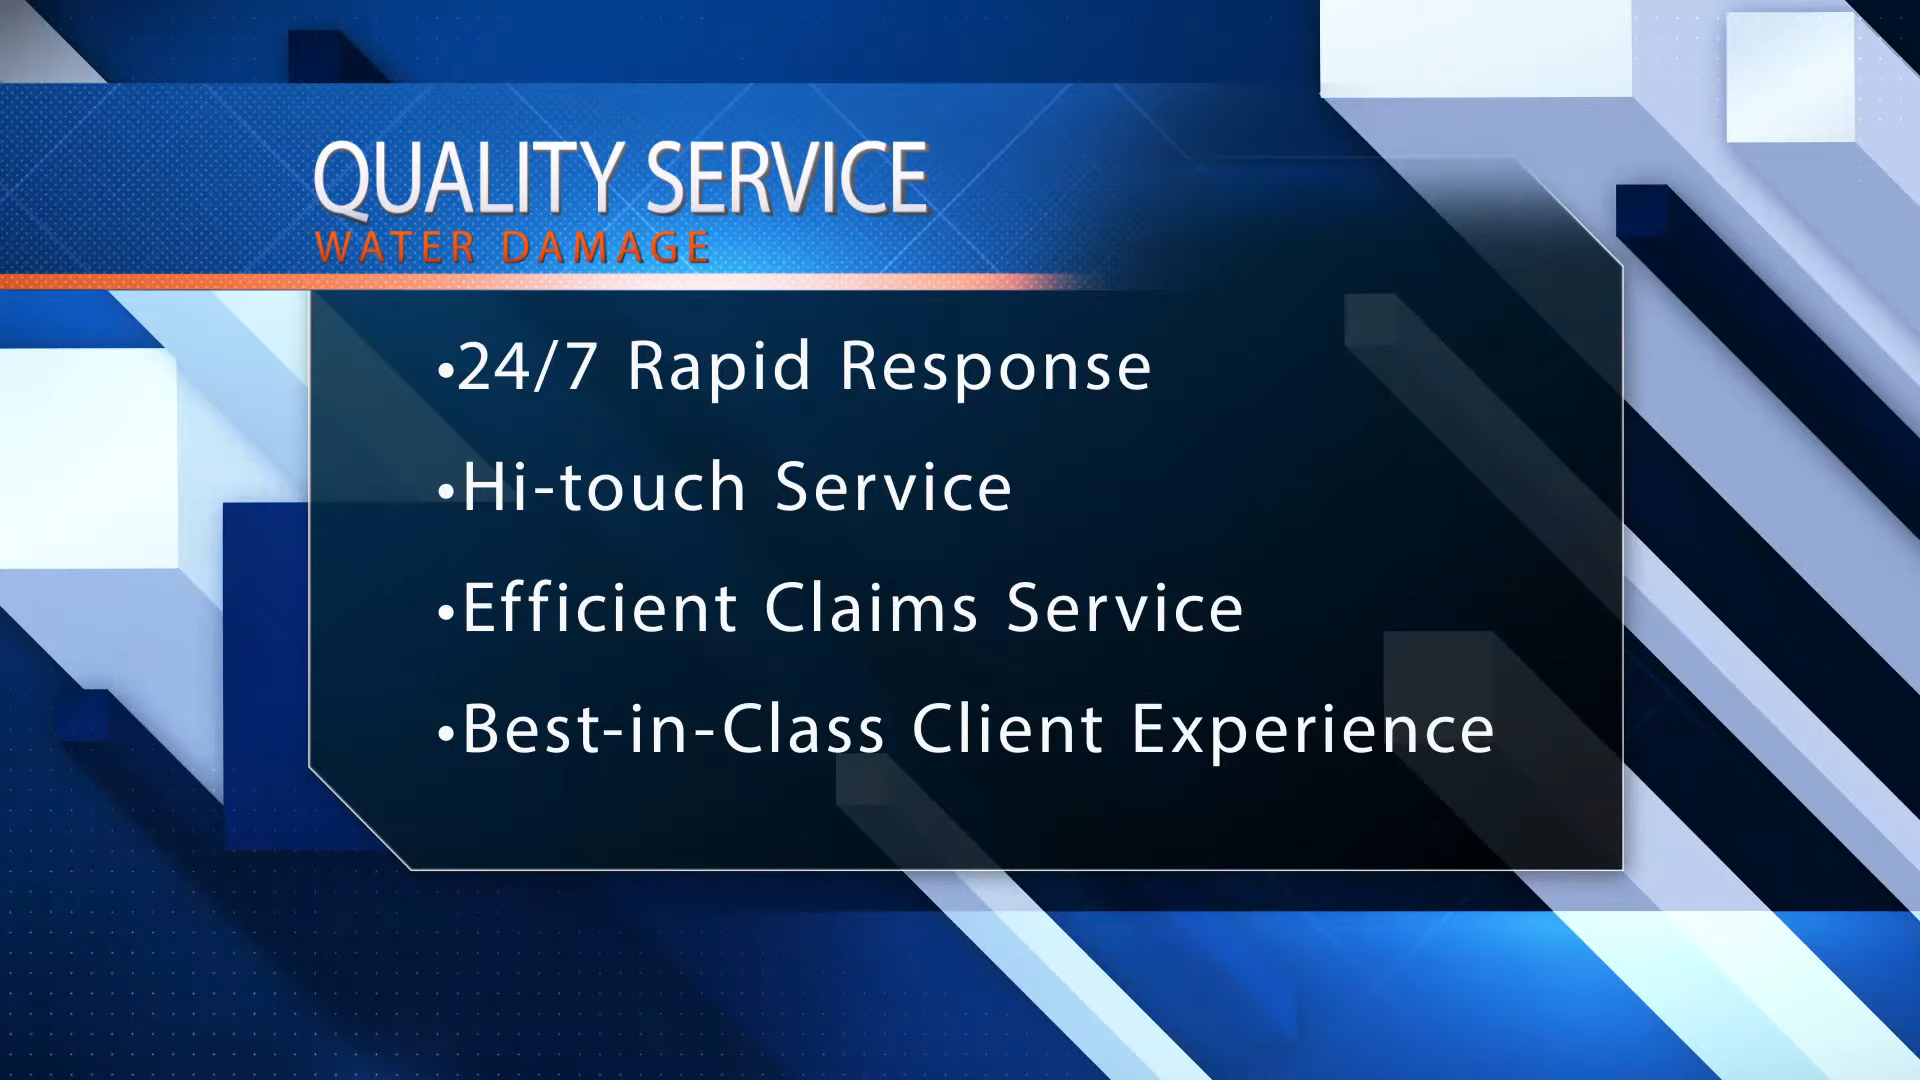 QUALITY SERVICE
WATER DAMAGE
•24/7 Rapid Response
•Hi-touch Service
•Efficient Claims Service
•Best-in-Class Client Experience